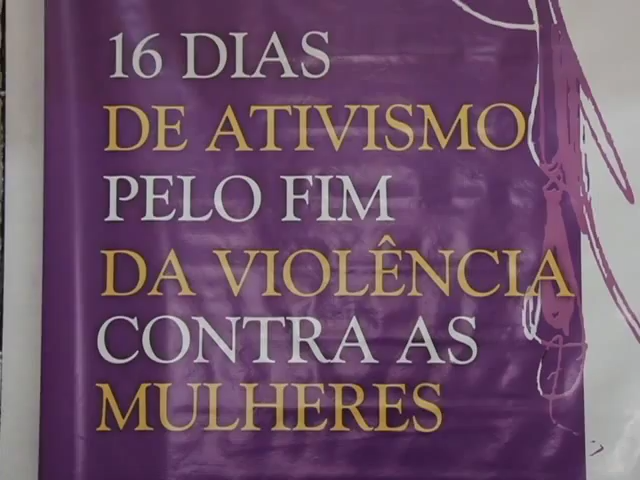 16 DIAS
DE ATIVISMO
PELO FIM
DA VIOLÊNCIA
CONTRA AS
MULHERES